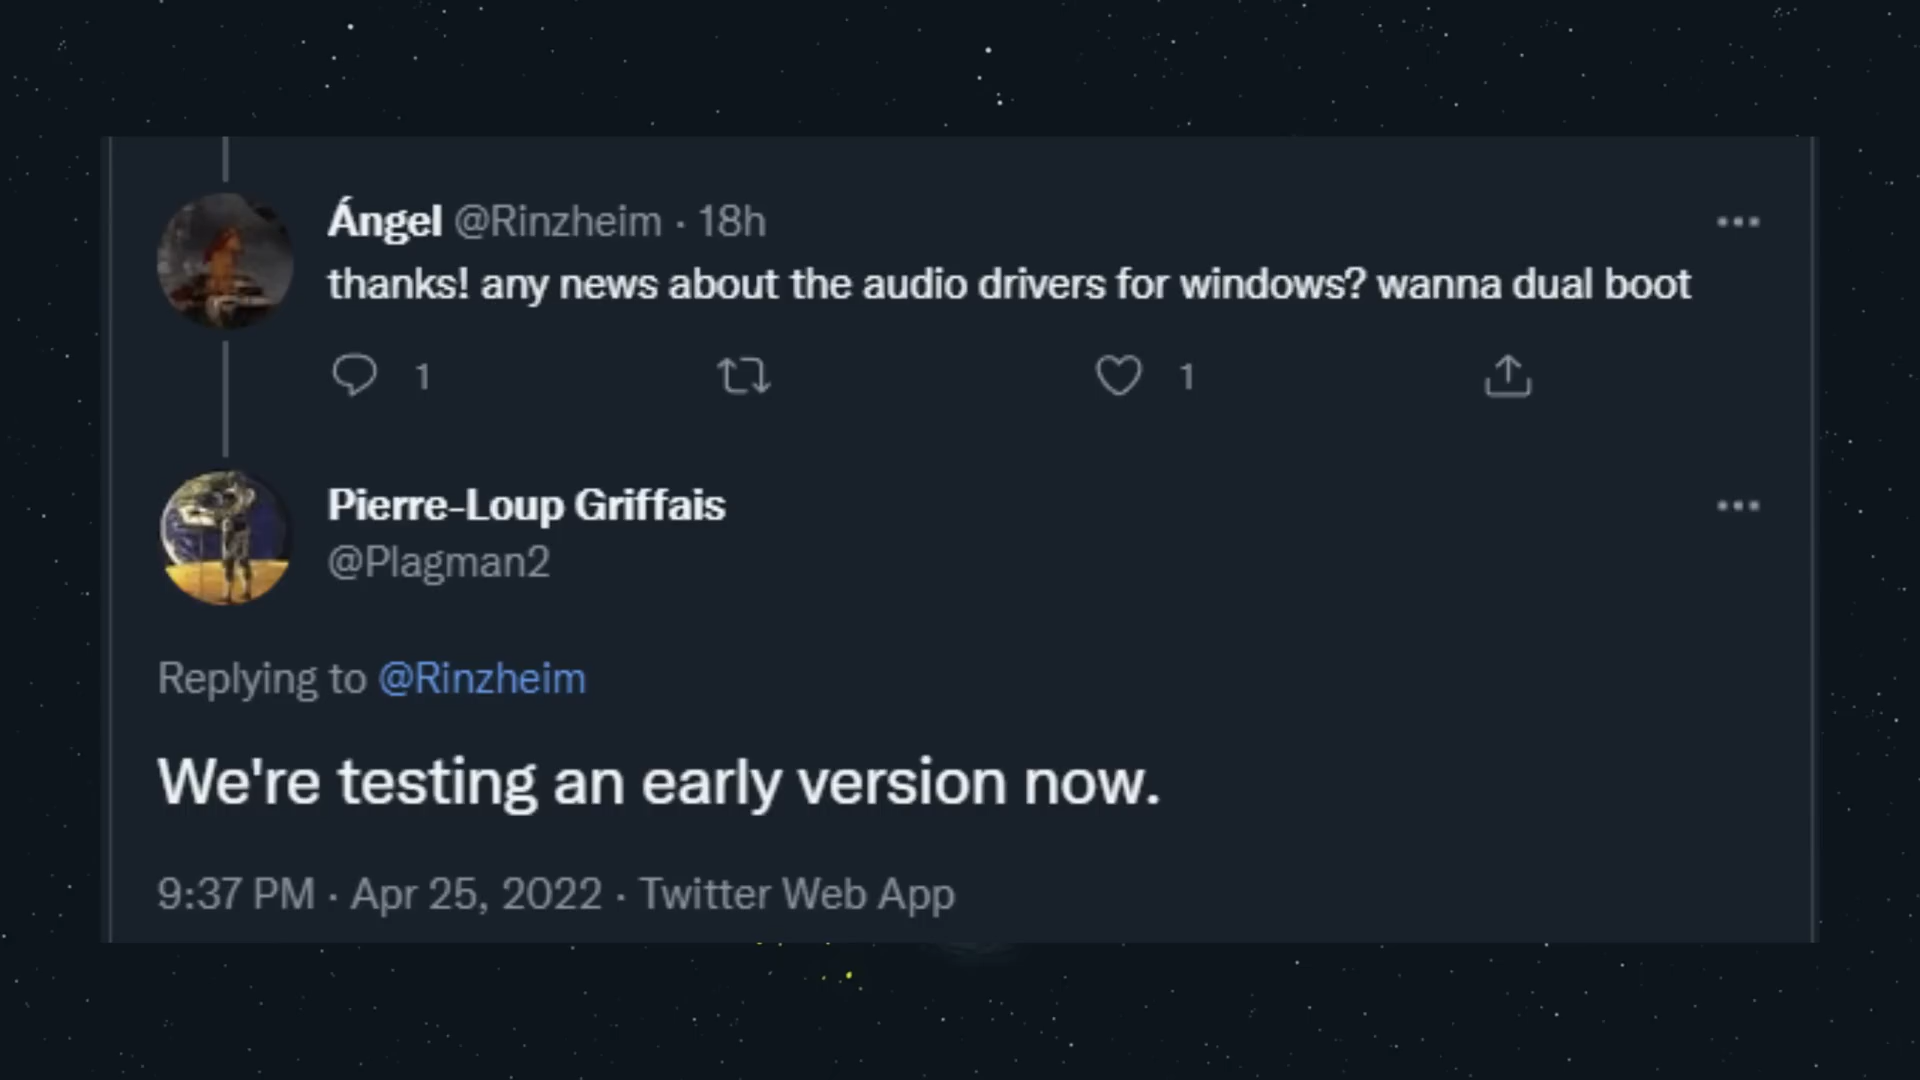 Ángel @Rinzheim · 18h
thanks! any news about the audio drivers for windows? wanna dual boot
1 1
Pierre-Loup Griffais
@Plagman2
Replying to @Rinzheim
We're testing an early version now.
9:37 PM · Apr 25, 2022 · Twitter Web App